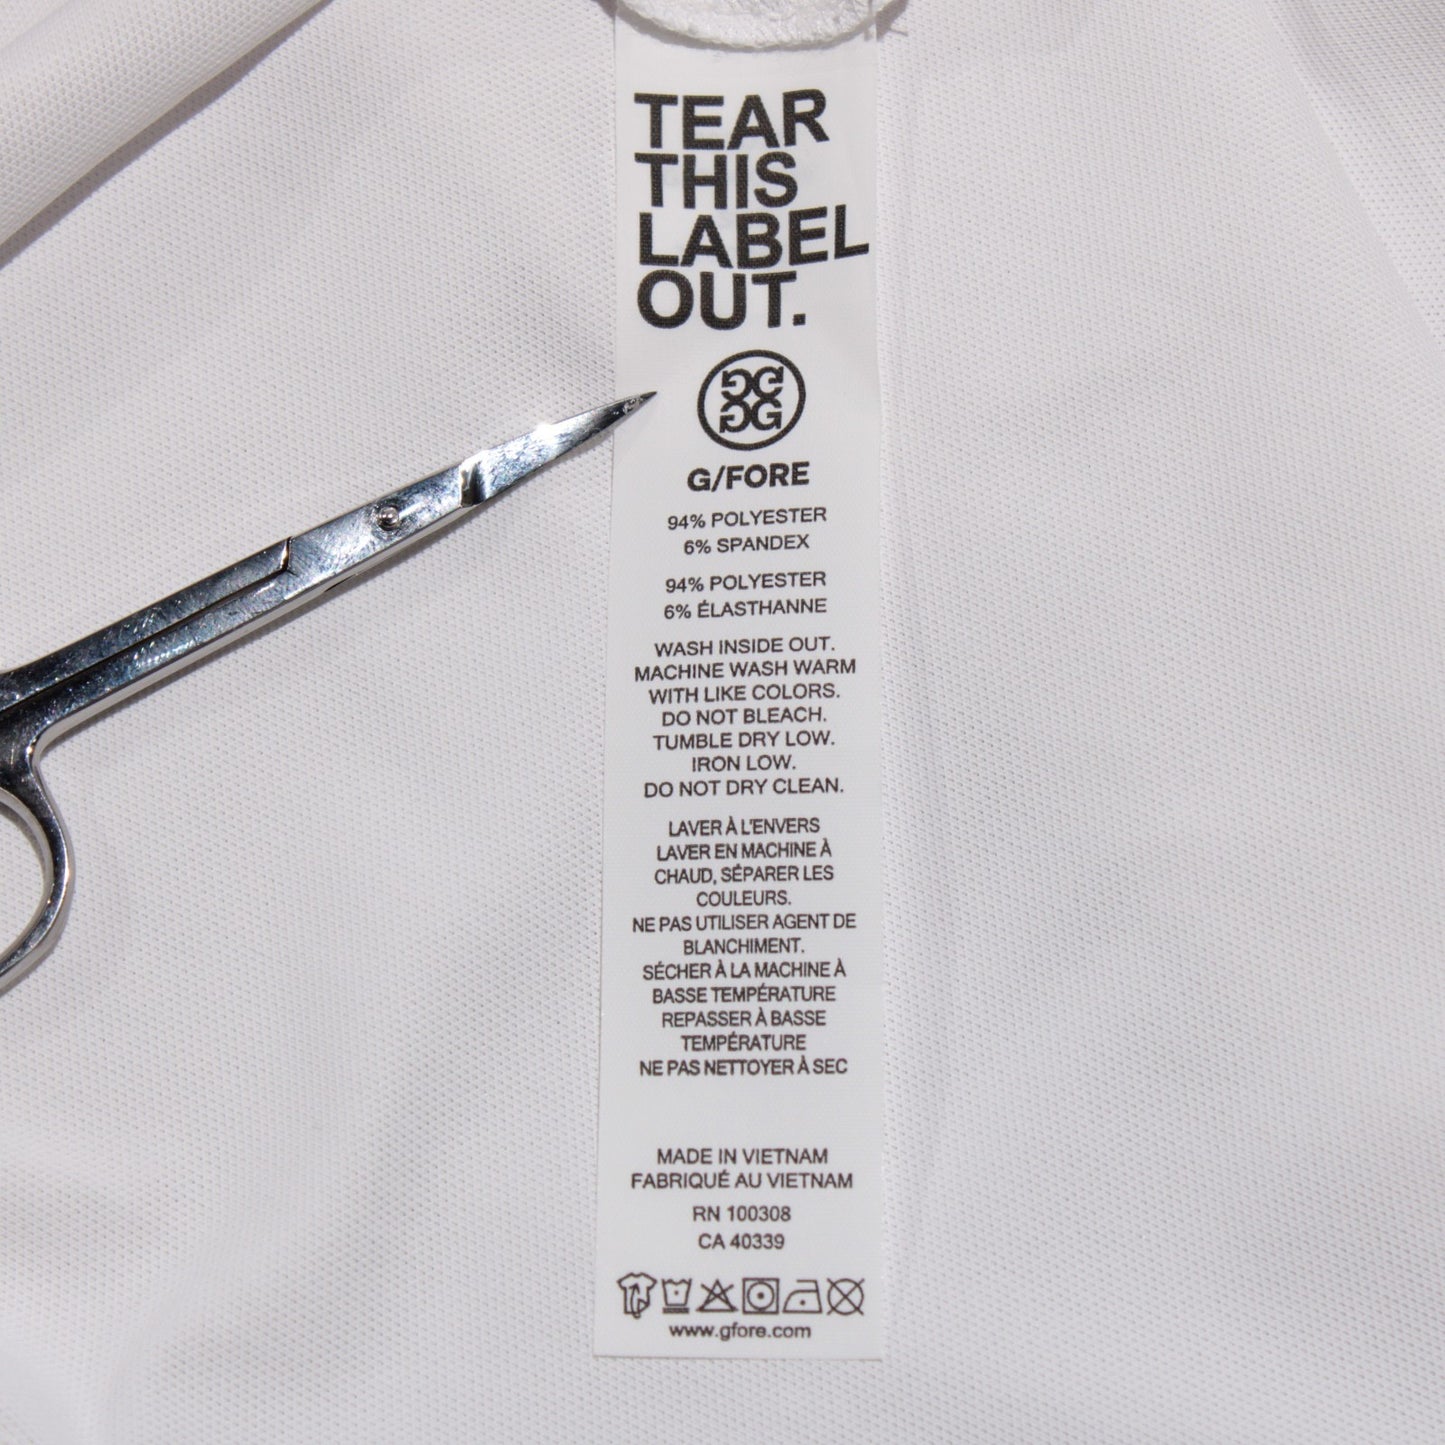 TEAR
THIS
LABEL
OUT.
G/FORE
94% POLYESTER
6% SPANDEX
94% POLYESTER
6% ÉLASTHANNE
WASH INSIDE OUT.
MACHINE WASH WARM
WITH LIKE COLORS.
DO NOT BLEACH.
TUMBLE DRY LOW.
IRON LOW.
DO NOT DRY CLEAN.
LAVER À L'ENVERS
LAVER EN MACHINE À
CHAUD, SÉPARER LES
COULEURS.
NE PAS UTILISER AGENT DE
BLANCHIMENT.
SÉCHER À LA MACHINE À
BASSE TEMPÉRATURE
REPASSER À BASSE
TEMPÉRATURE
NE PAS NETTOYER À SEC
MADE IN VIETNAM
FABRIQUÉ AU VIETNAM
RN 100308
CA 40339
www.gfore.com